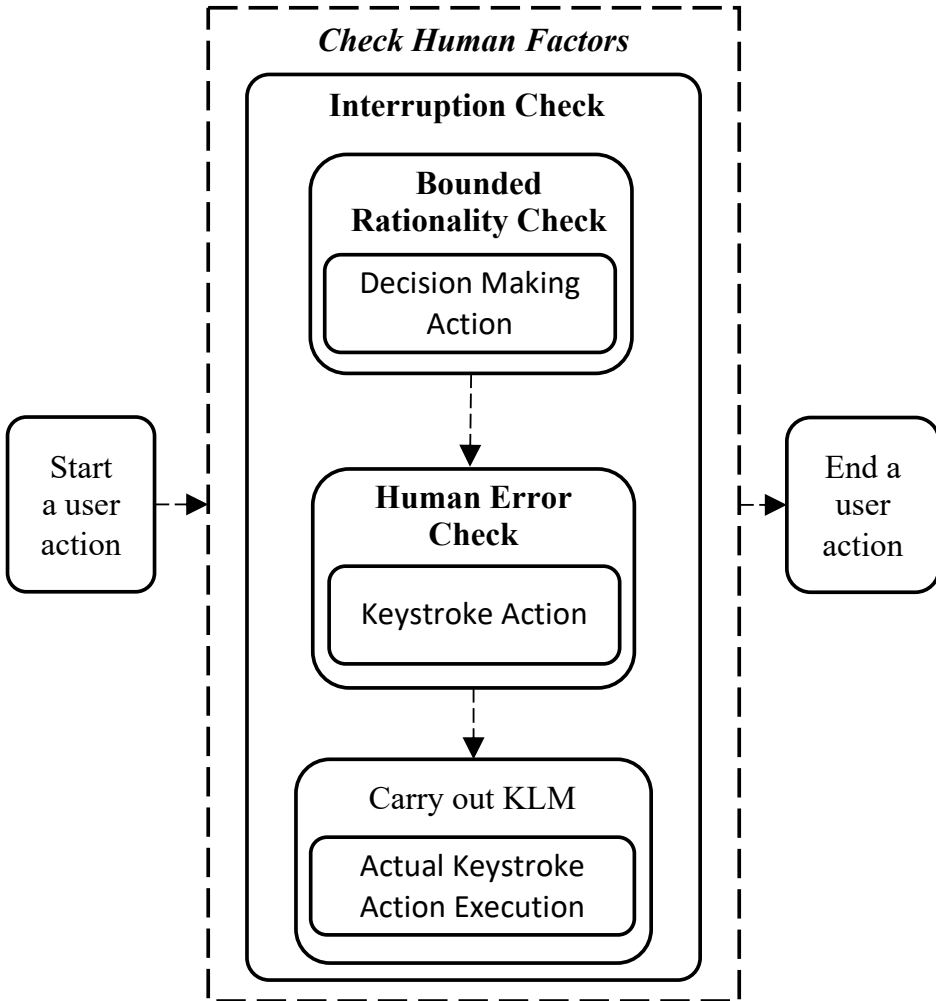 Check Human Factors
Interruption Check
Bounded
Rationality Check
Decision Making
Action
Start
a user
action
Human Error
Check
Keystroke Action
End a
user
action
Carry out KLM
Actual Keystroke
Action Execution